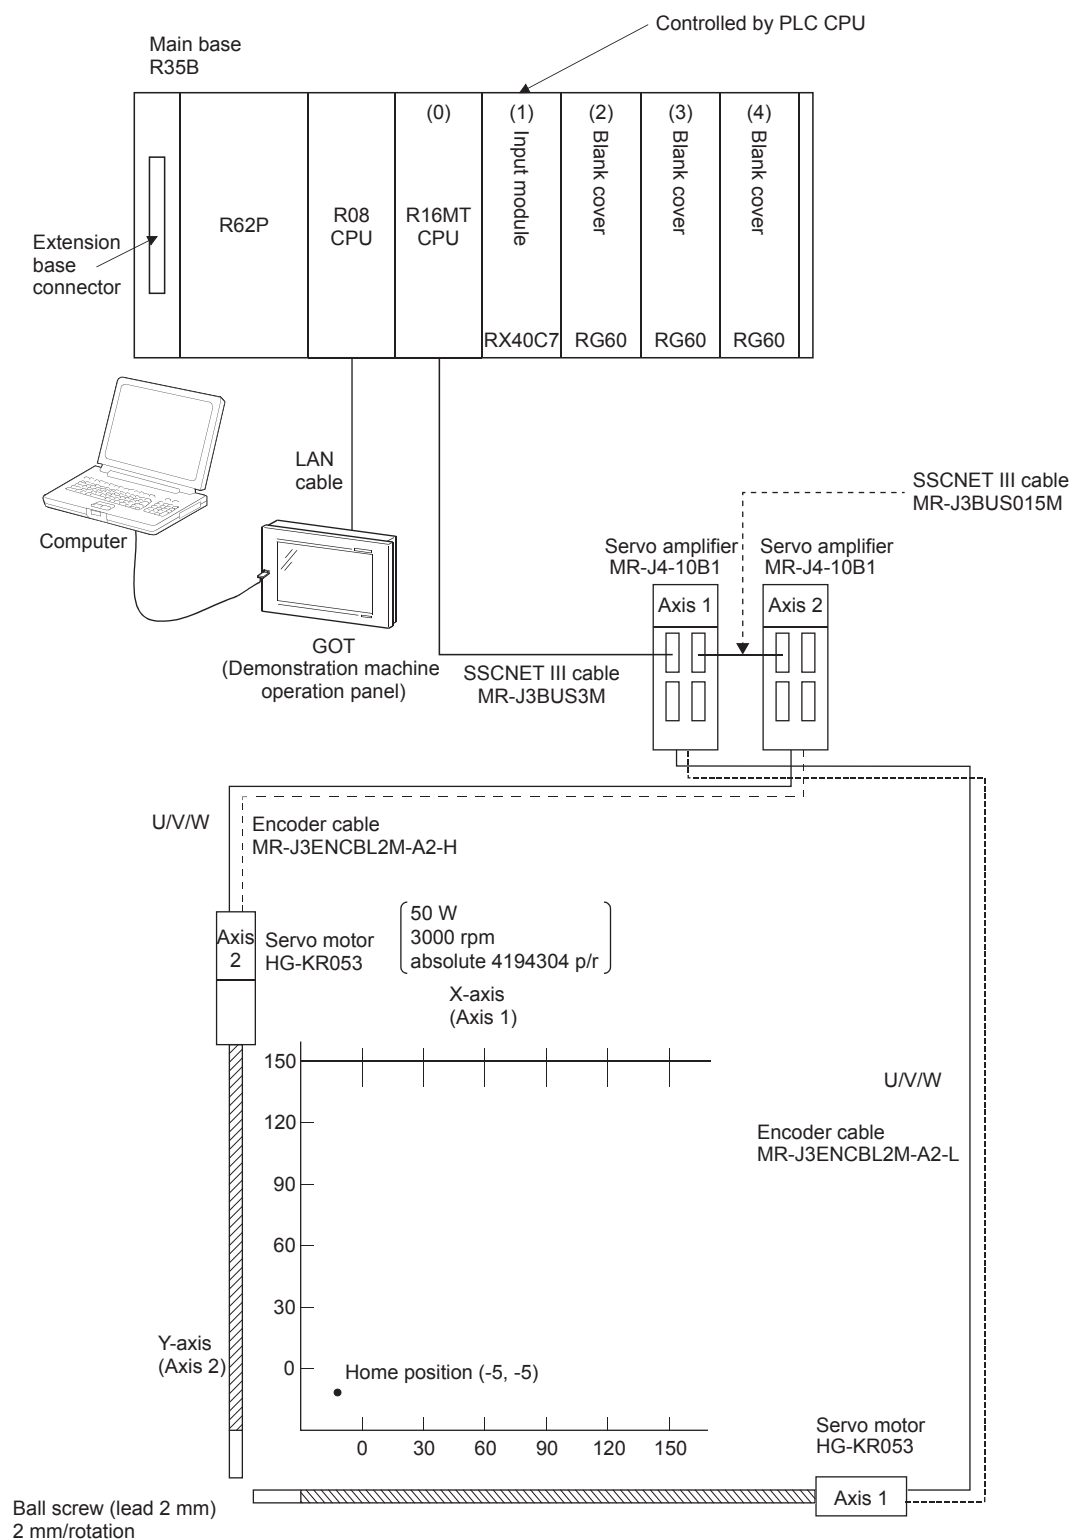 Controlled by PLC CPU
Main base
R35B
(0)
(1)
(2)
(3)
(4)
Input module
Blank cover
Blank cover
Blank cover
R62P
R08
CPU
R16MT
CPU
Extension
base
connector
RX40C7
RG60
RG60
RG60
LAN
cable
SSCNET III cable
MR-J3BUS015M
Computer
Servo amplifier
MR-J4-10B1
Servo amplifier
MR-J4-10B1
Axis 1
Axis 2
GOT
(Demonstration machine
operation panel)
SSCNET III cable
MR-J3BUS3M
U/V/W
Encoder cable
MR-J3ENCBL2M-A2-H
Axis
2
Servo motor
HG-KR053
50 W
3000 rpm
absolute 4194304 p/r
X-axis
(Axis 1)
150
120
90
60
30
0
U/V/W
Encoder cable
MR-J3ENCBL2M-A2-L
Y-axis
(Axis 2)
Home position (-5, -5)
0 30 60 90 120 150
Servo motor
HG-KR053
Axis 1
Ball screw (lead 2 mm)
2 mm/rotation